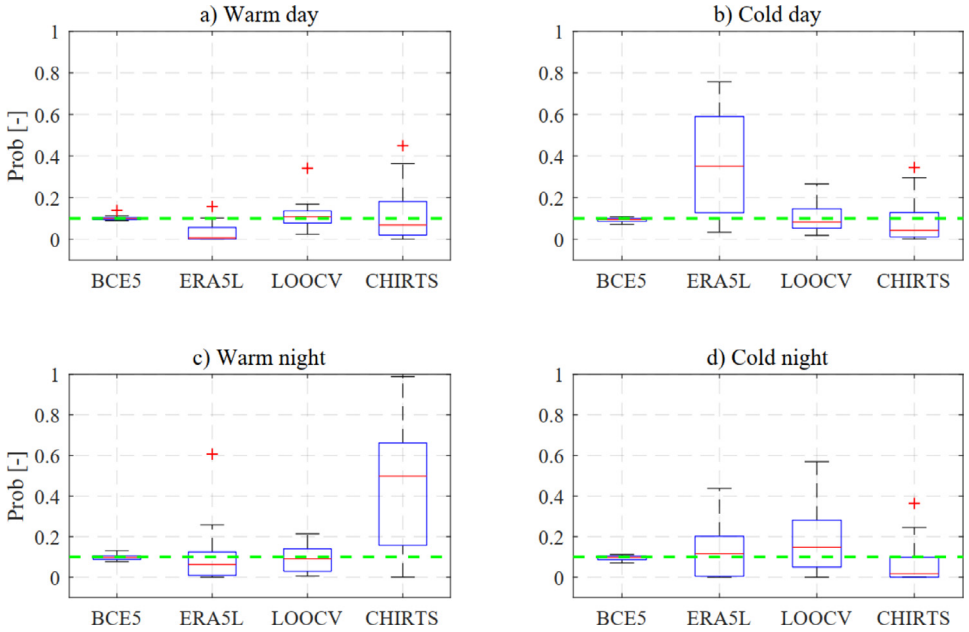 a) Warm day
b) Cold day
1
0.8
0.6
0.4
0.2
0
Prob [-]
BCE5 ERA5L LOOCV CHIRTS
1
0.8
0.6
0.4
0.2
0
BCE5 ERA5L LOOCV CHIRTS
c) Warm night
d) Cold night
1
0.8
0.6
0.4
0.2
0
Prob [-]
BCE5 ERA5L LOOCV CHIRTS
1
0.8
0.6
0.4
0.2
0
BCE5 ERA5L LOOCV CHIRTS